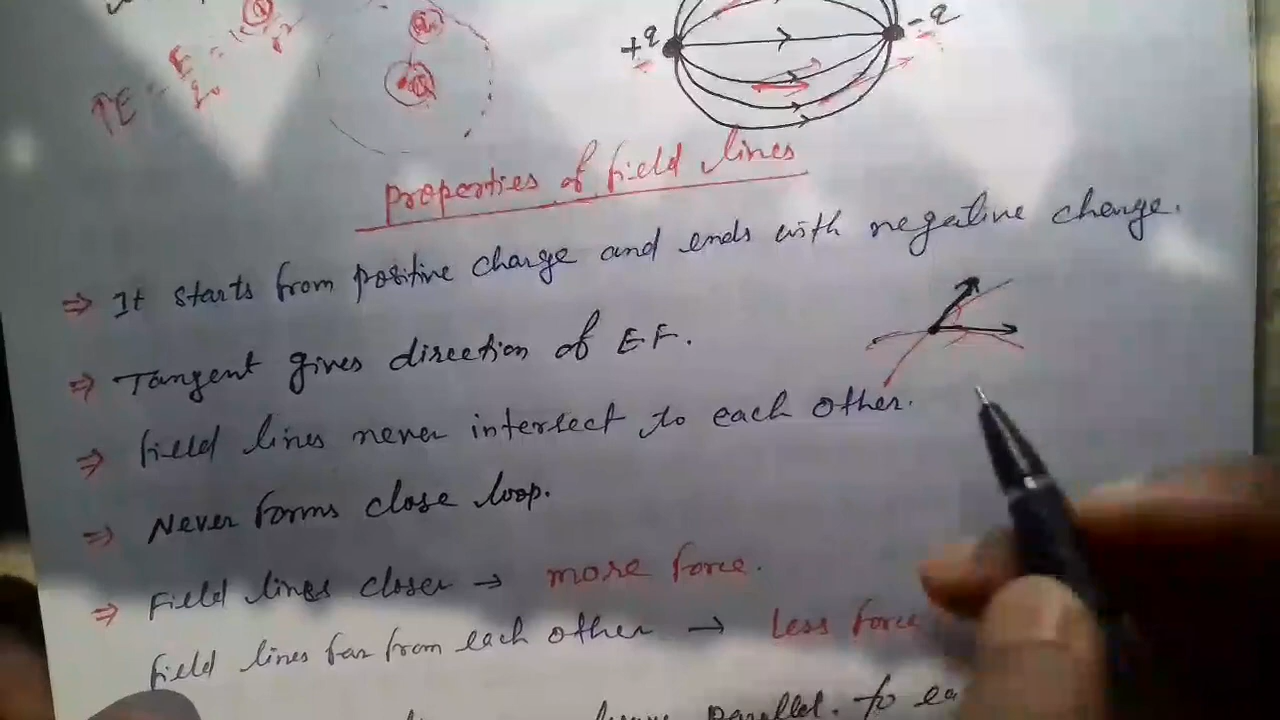 +q
-q
Properties of field lines
⇒ It starts from positive charge and ends with negative charge.
⇒ Tangent gives direction of EF.
⇒ field lines never intersect to each other.
⇒ Never forms close loop.
⇒ Field lines closer → more force.
field lines far from each other → Less force
parallel. to ea